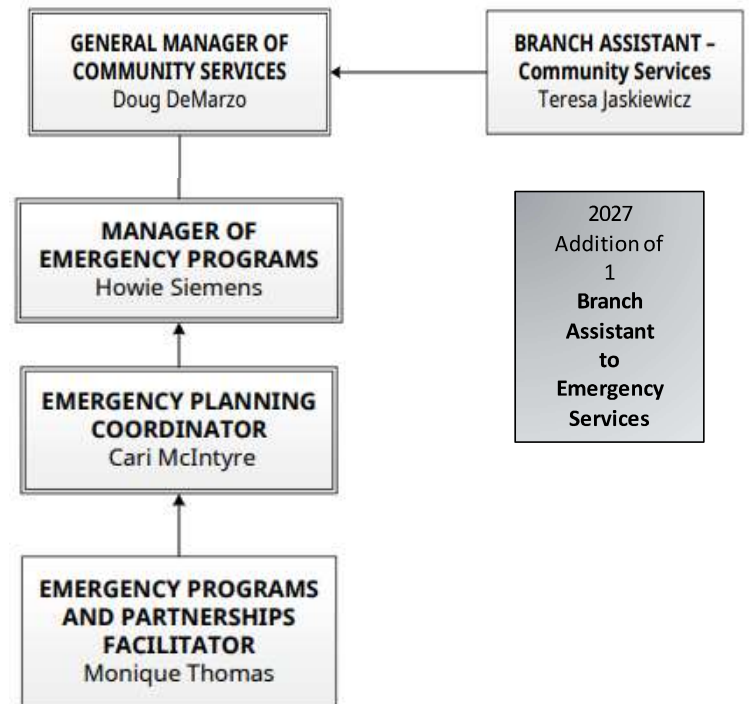 GENERAL MANAGER OF
COMMUNITY SERVICES
Doug DeMarzo
BRANCH ASSISTANT –
Community Services
Teresa Jaskiewicz
MANAGER OF
EMERGENCY PROGRAMS
Howie Siemens
2027
Addition of
1
Branch
Assistant
to
Emergency
Services
EMERGENCY PLANNING
COORDINATOR
Cari McIntyre
EMERGENCY PROGRAMS
AND PARTNERSHIPS
FACILITATOR
Monique Thomas